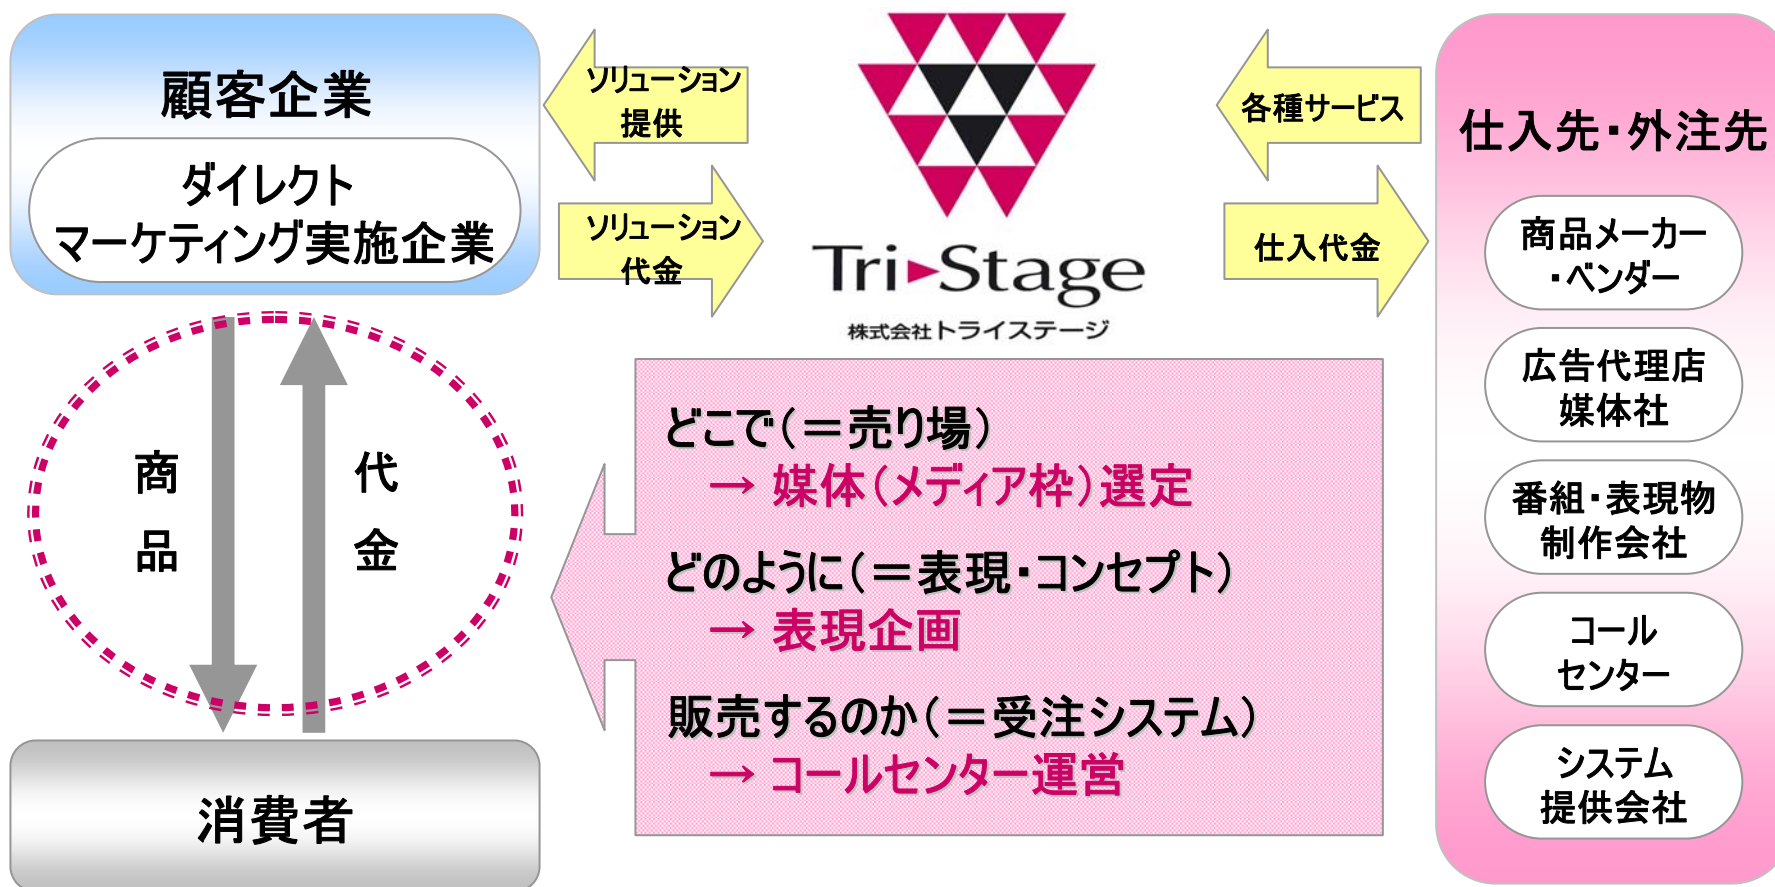 顧客企業
ダイレクト
マーケティング実施企業
ソリューション
提供
ソリューション
代金
Tri Stage
株式会社トライステージ
各種サービス
仕入代金
仕入先・外注先
商品メーカー
・ベンダー
広告代理店
媒体社
番組・表現物
制作会社
コール
センター
システム
提供会社
商品
代金
どこで(＝売り場)
→ 媒体(メディア枠)選定
どのように(＝表現・コンセプト)
→ 表現企画
販売するのか(＝受注システム)
→ コールセンター運営
消費者